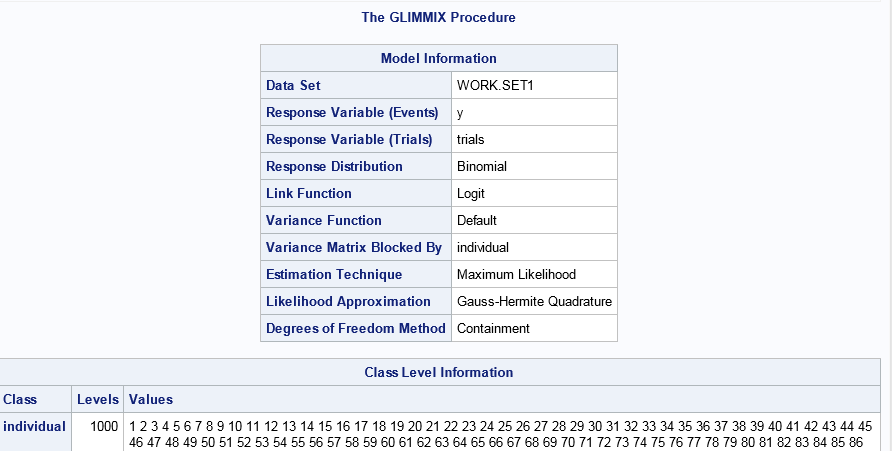 The GLIMMIX Procedure
Model Information
Data Set WORK.SET1
Response Variable (Events) y
Response Variable (Trials) trials
Response Distribution Binomial
Link Function Logit
Variance Function Default
Variance Matrix Blocked By individual
Estimation Technique Maximum Likelihood
Likelihood Approximation Gauss-Hermite Quadrature
Degrees of Freedom Method Containment
Class Level Information
Class Levels Values
individual 1000 1 2 3 4 5 6 7 8 9 10 11 12 13 14 15 16 17 18 19 20 21 22 23 24 25 26 27 28 29 30 31 32 33 34 35 36 37 38 39 40 41 42 43 44 45
46 47 48 49 50 51 52 53 54 55 56 57 58 59 60 61 62 63 64 65 66 67 68 69 70 71 72 73 74 75 76 77 78 79 80 81 82 83 84 85 86